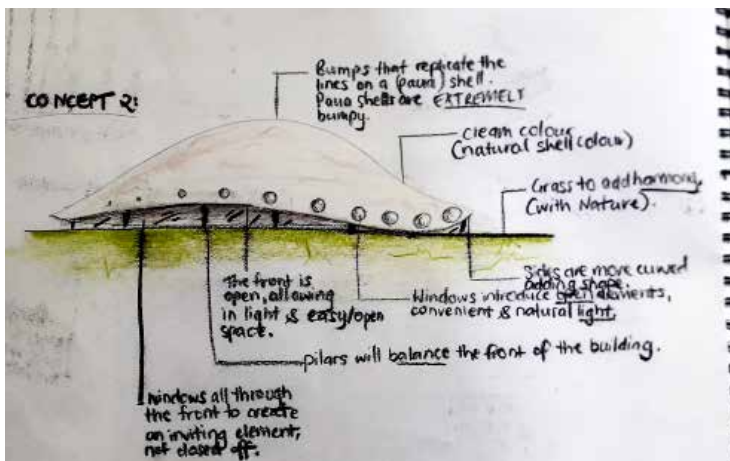 CONCEPT 2:
Bumps that replicate the
lines on a (paua) shell.
Paua shells are EXTREMELY
bumpy.
cream colour
(natural shell colour)
Grass to add harmony
(with Nature).
Sides are more curved
adding shape.
The front is
open, allowing
in light & easy/open
space.
Windows introduce open elements,
convenient & natural light.
pilars will balance the front of the building.
windows all through
the front to create
an inviting element,
not closed off.